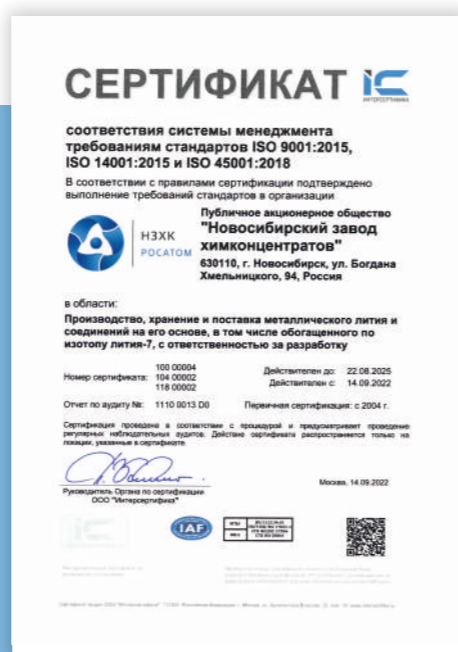 СЕРТИФИКАТ
ИНТЕРСЕРТИФИКА
соответствия системы менеджмента
требованиям стандартов ISO 9001:2015,
ISO 14001:2015 и ISO 45001:2018
В соответствии с правилами сертификации подтверждено
выполнение требований стандартов в организации
НЗХК
РОСАТОМ
Публичное акционерное общество
"Новосибирский завод
химконцентратов"
630110, г. Новосибирск, ул. Богдана
Хмельницкого, 94, Россия
в области:
Производство, хранение и поставка металлического лития и
соединений на его основе, в том числе обогащенного по
изотопу лития-7, с ответственностью за разработку
Номер сертификата:
100 00004
104 00002
118 00002
Действителен до: 22.08.2025
Действителен с: 14.09.2022
Отчет по аудиту №: 1110 0013 D0
Первичная сертификация: с 2004 г.
Сертификация проведена в соответствии с процедурой и предусматривает проведение
регулярных наблюдательных аудитов. Действие сертификата распространяется только на
локации, указанные в сертификате.
Москва, 14.09.2022
Руководитель Органа по сертификации
ООО "Интерсертифика"
IAF